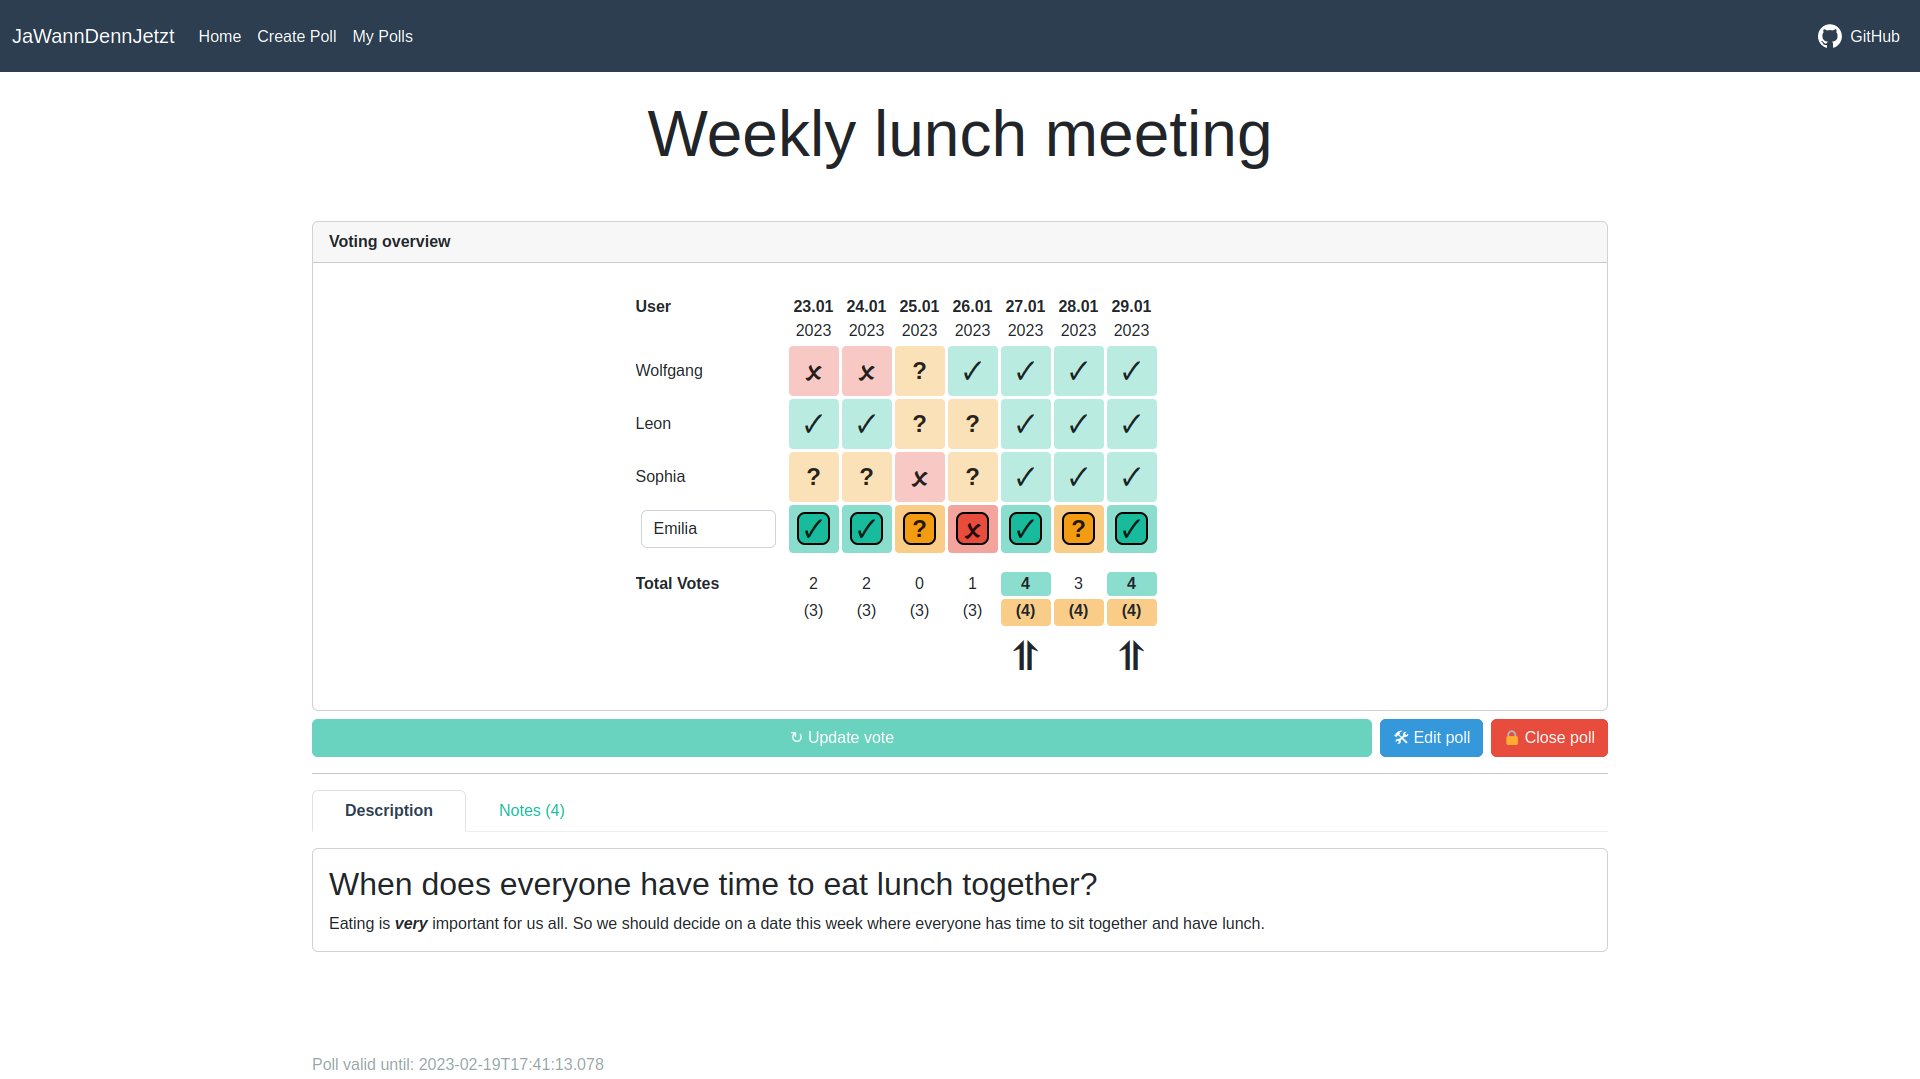 JaWannDennJetzt Home Create Poll My Polls GitHub
Weekly lunch meeting
Voting overview
User 23.01 24.01 25.01 26.01 27.01 28.01 29.01
2023 2023 2023 2023 2023 2023 2023
Wolfgang ✘ ✘ ? ✓ ✓ ✓ ✓
Leon ✓ ✓ ? ? ✓ ✓ ✓
Sophia ? ? ✘ ? ✓ ✓ ✓
Emilia ✓ ✓ ? ✘ ✓ ? ✓
Total Votes 2 2 0 1 4 3 4
(3) (3) (3) (3) (4) (4) (4)
⥣ ⥣
↻ Update vote 🛠 Edit poll 🔒 Close poll
Description Notes (4)
When does everyone have time to eat lunch together?
Eating is very important for us all. So we should decide on a date this week where everyone has time to sit together and have lunch.
Poll valid until: 2023-02-19T17:41:13.078